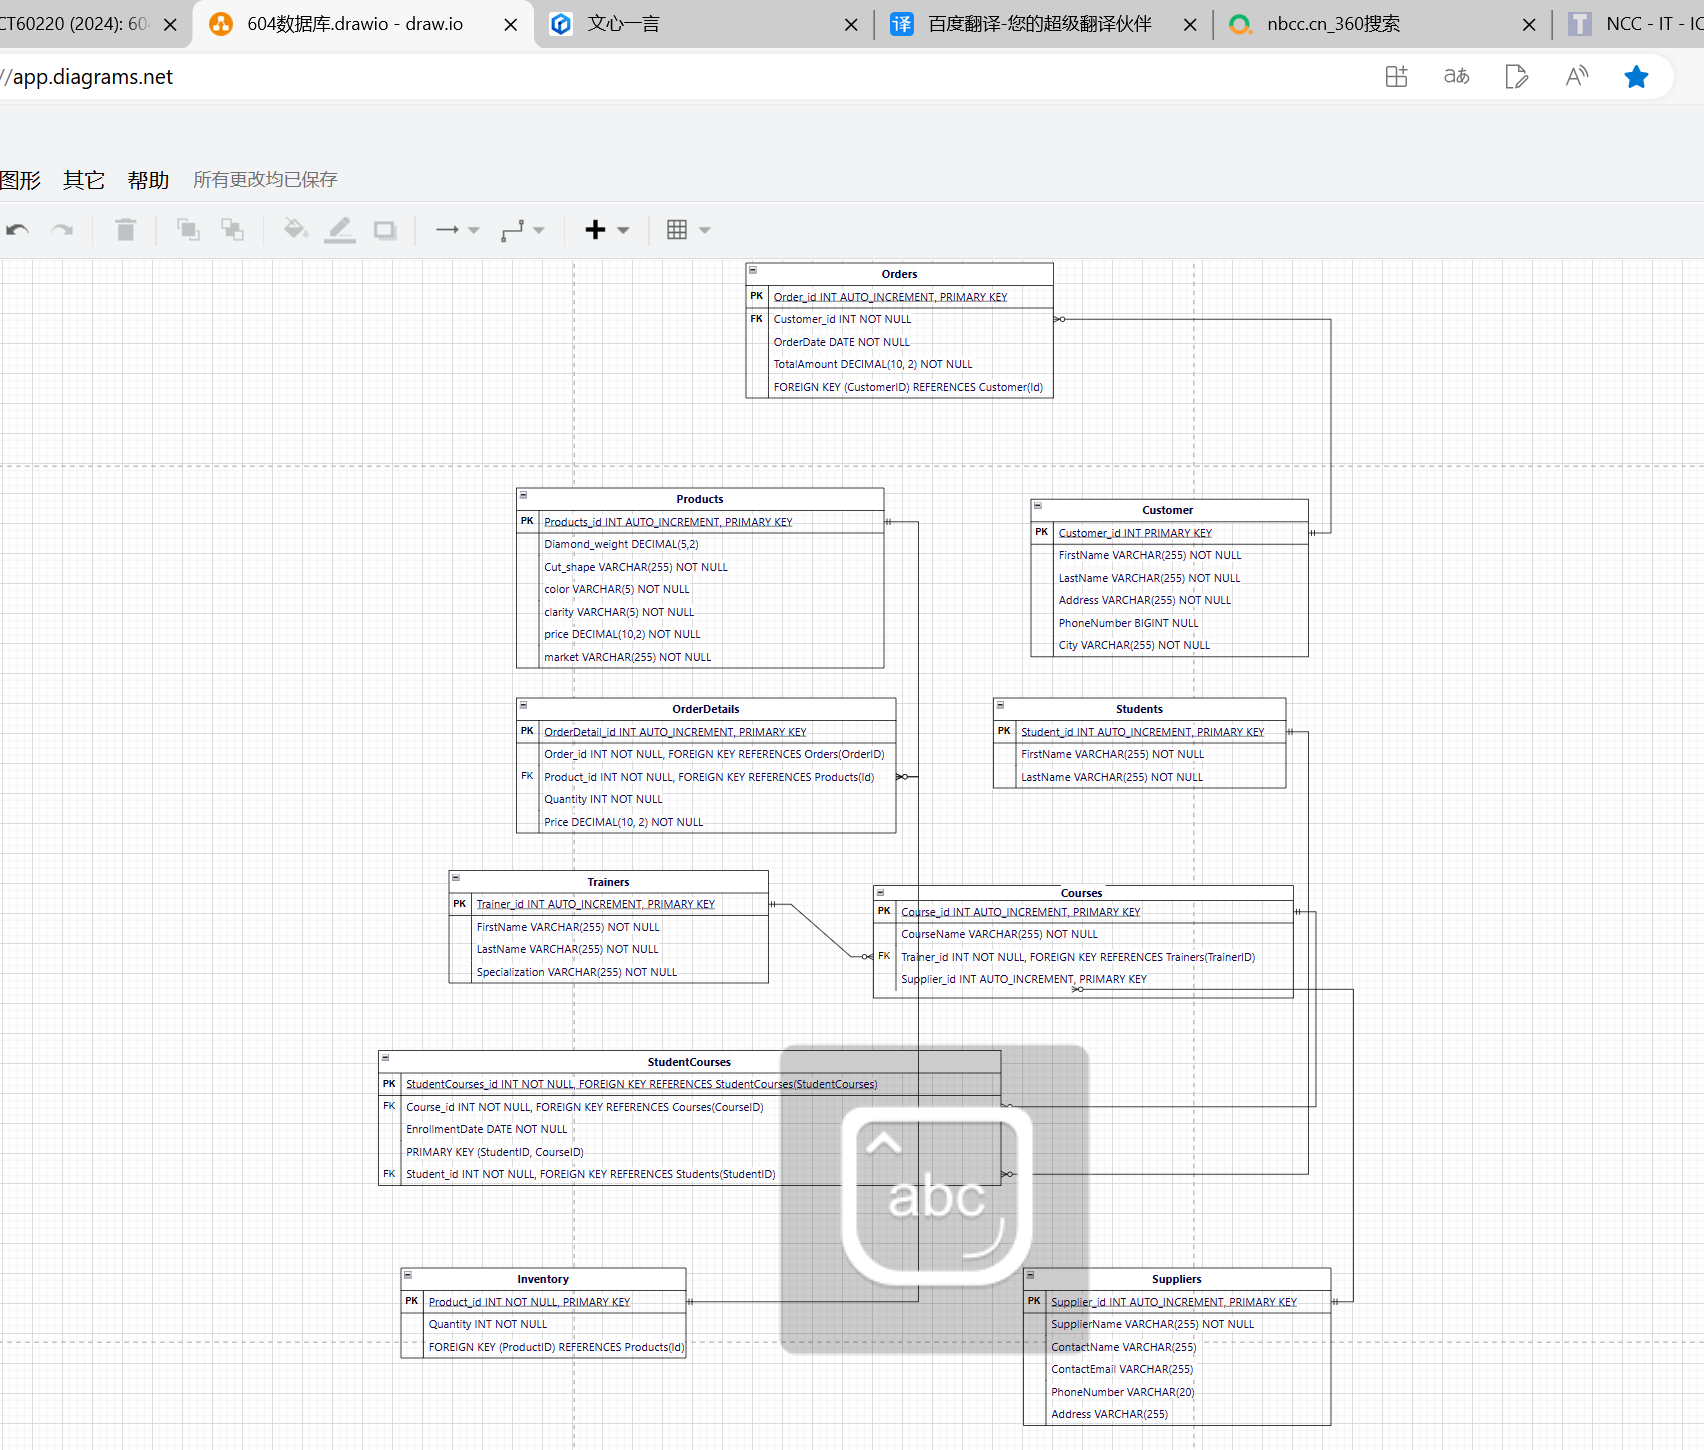 CT60220 (2024): 60
604数据库.drawio - draw.io
文心一言
译
百度翻译-您的超级翻译伙伴
nbcc.cn_360搜索
T
NCC - IT - IC
//app.diagrams.net
aあ
图形 其它 帮助 所有更改均已保存
Orders
PK Order_id INT AUTO_INCREMENT, PRIMARY KEY
FK Customer_id INT NOT NULL
OrderDate DATE NOT NULL
TotalAmount DECIMAL(10, 2) NOT NULL
FOREIGN KEY (CustomerID) REFERENCES Customer(Id)
Products
PK Products_id INT AUTO_INCREMENT, PRIMARY KEY
Diamond_weight DECIMAL(5,2)
Cut_shape VARCHAR(255) NOT NULL
color VARCHAR(5) NOT NULL
clarity VARCHAR(5) NOT NULL
price DECIMAL(10,2) NOT NULL
market VARCHAR(255) NOT NULL
Customer
PK Customer_id INT PRIMARY KEY
FirstName VARCHAR(255) NOT NULL
LastName VARCHAR(255) NOT NULL
Address VARCHAR(255) NOT NULL
PhoneNumber BIGINT NULL
City VARCHAR(255) NOT NULL
OrderDetails
PK OrderDetail_id INT AUTO_INCREMENT, PRIMARY KEY
Order_id INT NOT NULL, FOREIGN KEY REFERENCES Orders(OrderID)
FK Product_id INT NOT NULL, FOREIGN KEY REFERENCES Products(Id)
Quantity INT NOT NULL
Price DECIMAL(10, 2) NOT NULL
Students
PK Student_id INT AUTO_INCREMENT, PRIMARY KEY
FirstName VARCHAR(255) NOT NULL
LastName VARCHAR(255) NOT NULL
Trainers
PK Trainer_id INT AUTO_INCREMENT, PRIMARY KEY
FirstName VARCHAR(255) NOT NULL
LastName VARCHAR(255) NOT NULL
Specialization VARCHAR(255) NOT NULL
Courses
PK Course_id INT AUTO_INCREMENT, PRIMARY KEY
CourseName VARCHAR(255) NOT NULL
FK Trainer_id INT NOT NULL, FOREIGN KEY REFERENCES Trainers(TrainerID)
Supplier_id INT AUTO_INCREMENT, PRIMARY KEY
StudentCourses
PK StudentCourses_id INT NOT NULL, FOREIGN KEY REFERENCES StudentCourses(StudentCourses)
FK Course_id INT NOT NULL, FOREIGN KEY REFERENCES Courses(CourseID)
EnrollmentDate DATE NOT NULL
PRIMARY KEY (StudentID, CourseID)
FK Student_id INT NOT NULL, FOREIGN KEY REFERENCES Students(StudentID)
abc
Inventory
PK Product_id INT NOT NULL, PRIMARY KEY
Quantity INT NOT NULL
FOREIGN KEY (ProductID) REFERENCES Products(Id)
Suppliers
PK Supplier_id INT AUTO_INCREMENT, PRIMARY KEY
SupplierName VARCHAR(255) NOT NULL
ContactName VARCHAR(255)
ContactEmail VARCHAR(255)
PhoneNumber VARCHAR(20)
Address VARCHAR(255)